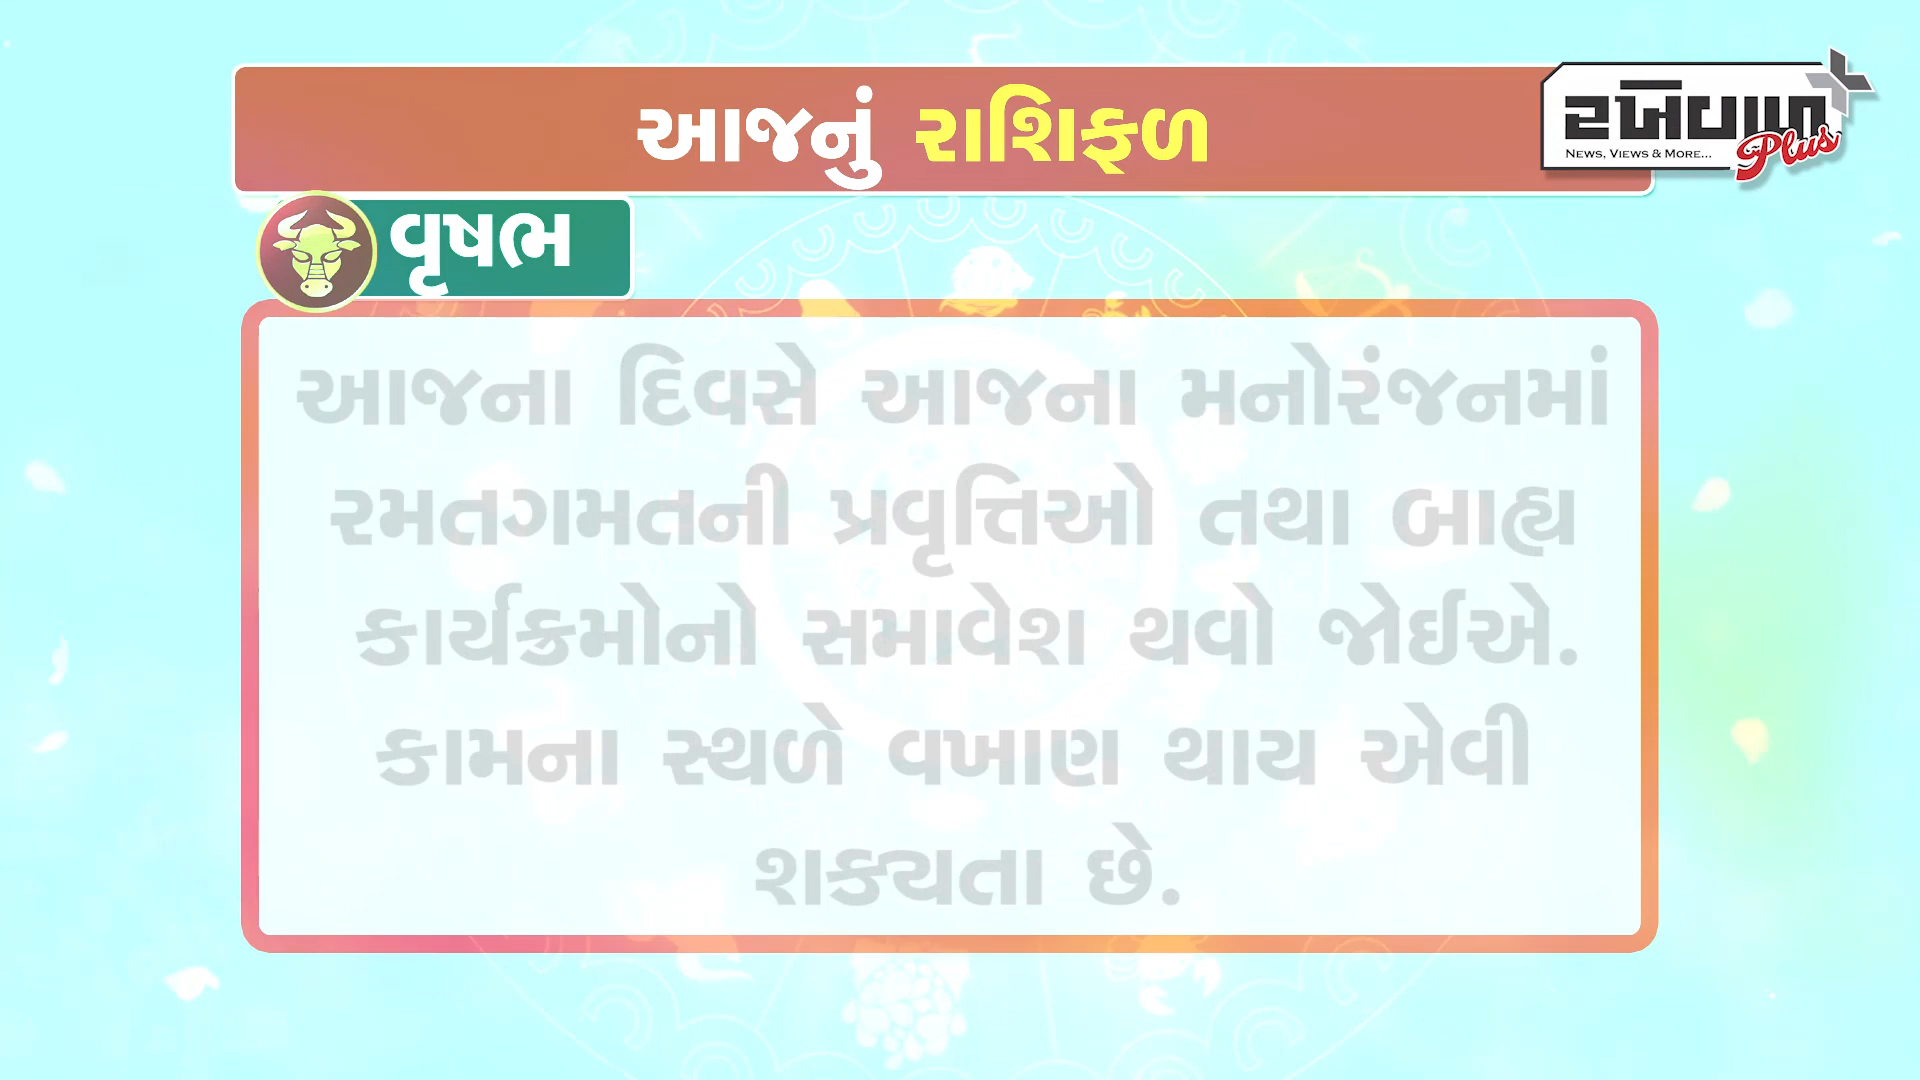 આજનું રાશિફળ
રખેવાળ
Plus
NEWS, VIEWS & MORE...
વૃષભ
આજના દિવસે આજના મનોરંજનમાં
રમતગમતની પ્રવૃત્તિઓ તથા બાહ્ય
કાર્યક્રમોનો સમાવેશ થવો જોઈએ.
કામના સ્થળે વખાણ થાય એવી
શક્યતા છે.